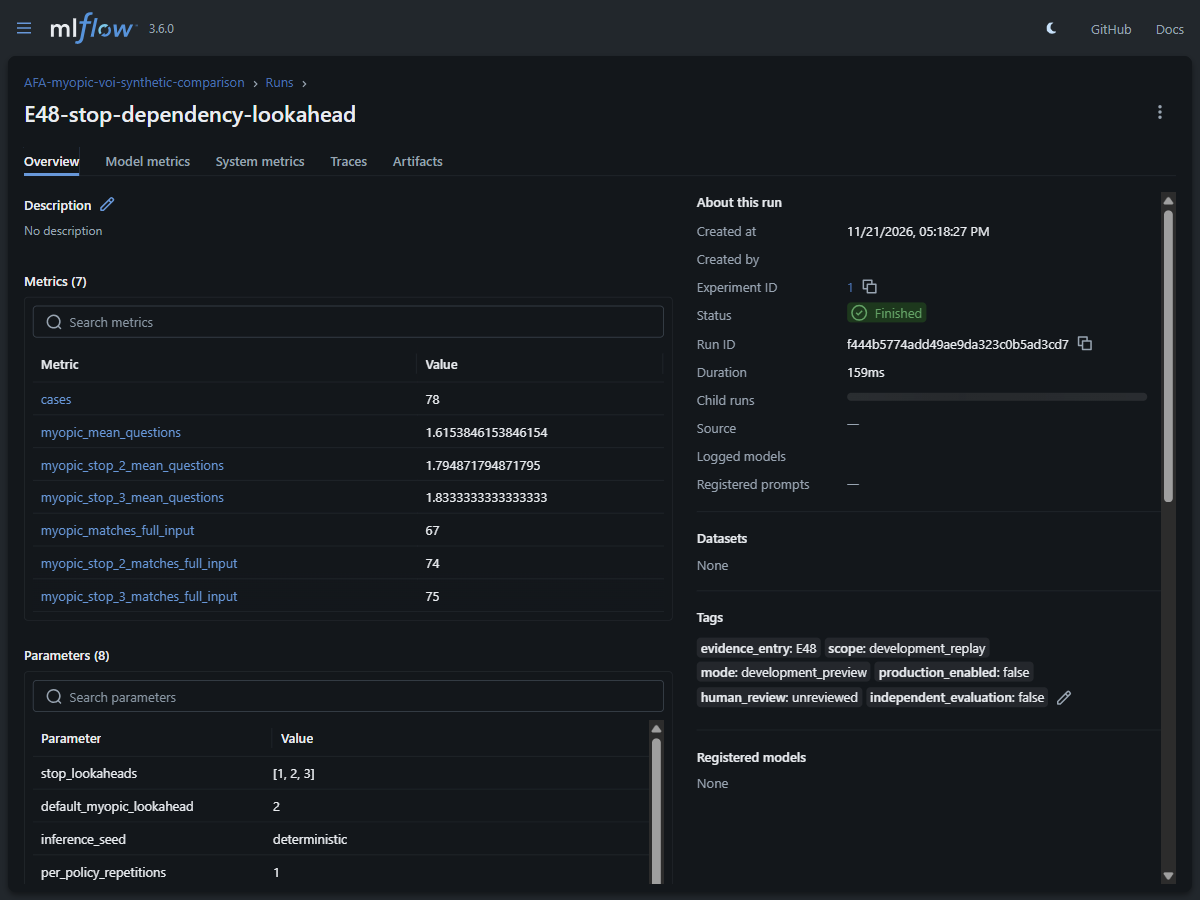 mlflow 3.6.0 GitHub Docs
AFA-myopic-voi-synthetic-comparison > Runs >
E48-stop-dependency-lookahead
Overview Model metrics System metrics Traces Artifacts
Description
No description
Metrics (7)
Search metrics
Metric Value
cases 78
myopic_mean_questions 1.6153846153846154
myopic_stop_2_mean_questions 1.794871794871795
myopic_stop_3_mean_questions 1.8333333333333333
myopic_matches_full_input 67
myopic_stop_2_matches_full_input 74
myopic_stop_3_matches_full_input 75
Parameters (8)
Search parameters
Parameter Value
stop_lookaheads [1, 2, 3]
default_myopic_lookahead 2
inference_seed deterministic
per_policy_repetitions 1
About this run
Created at 11/21/2026, 05:18:27 PM
Created by
Experiment ID 1
Status Finished
Run ID f444b5774add49ae9da323c0b5ad3cd7
Duration 159ms
Child runs
Source —
Logged models
Registered prompts —
Datasets
None
Tags
evidence_entry: E48 scope: development_replay
mode: development_preview production_enabled: false
human_review: unreviewed independent_evaluation: false
Registered models
None